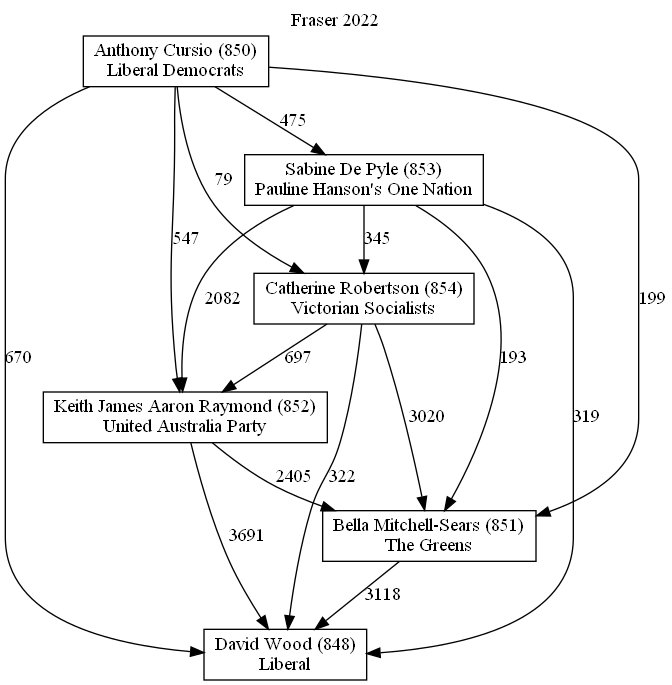 Fraser 2022
Anthony Cursio (850)
Liberal Democrats
475
Sabine De Pyle (853)
Pauline Hanson's One Nation
79
547
2082
345
Catherine Robertson (854)
Victorian Socialists
199
670
697
193
Keith James Aaron Raymond (852)
United Australia Party
3020
319
2405
322
3691
Bella Mitchell-Sears (851)
The Greens
3118
David Wood (848)
Liberal